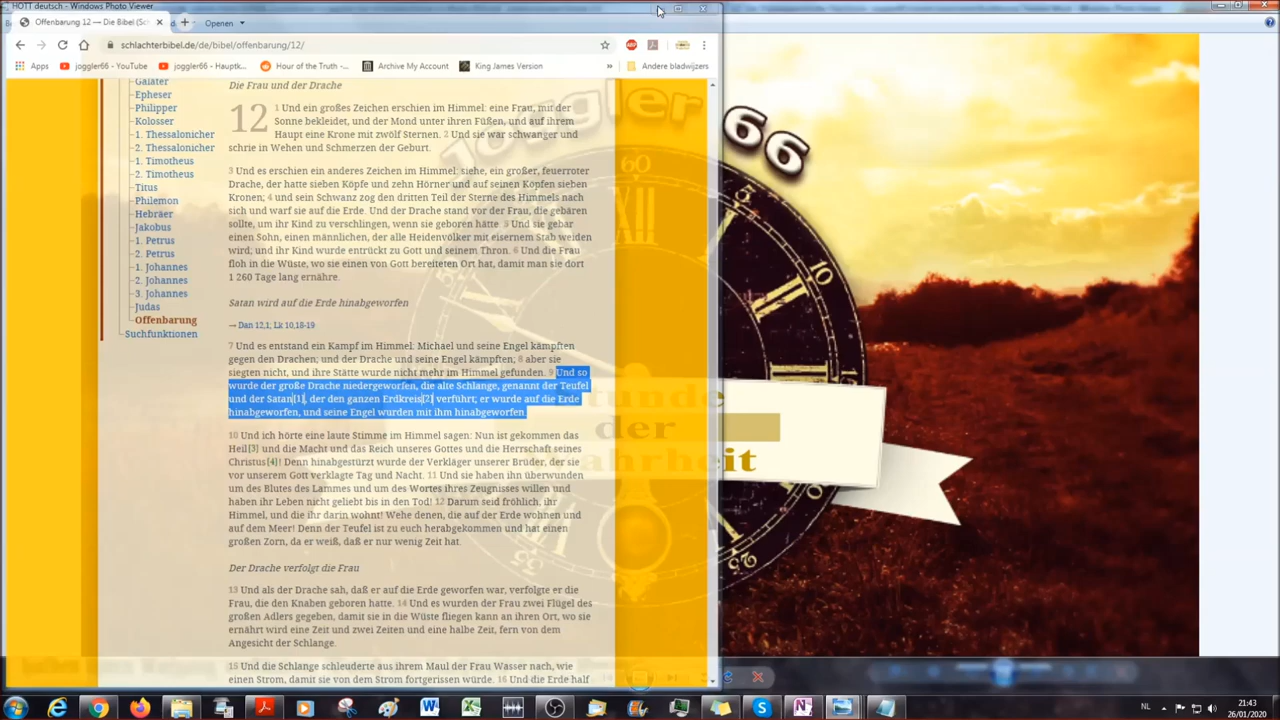 HOTT deutsch - Windows Photo Viewer
Offenbarung 12 — Die Bibel (Sc
Openen
schlachterbibel.de/de/bibel/offenbarung/12/
Apps
joggler66 - YouTube
joggler66 - Hauptk...
Hour of the Truth -...
Archive My Account
King James Version
»
Andere bladwijzers
Galater
Epheser
Philipper
Kolosser
1. Thessalonicher
2. Thessalonicher
1. Timotheus
2. Timotheus
Titus
Philemon
Hebräer
Jakobus
1. Petrus
2. Petrus
1. Johannes
2. Johannes
3. Johannes
Judas
Offenbarung
Suchfunktionen
Die Frau und der Drache
12 1 Und ein großes Zeichen erschien im Himmel: eine Frau, mit der
Sonne bekleidet, und der Mond unter ihren Füßen, und auf ihrem
Haupt eine Krone mit zwölf Sternen. 2 Und sie war schwanger und
schrie in Wehen und Schmerzen der Geburt.
3 Und es erschien ein anderes Zeichen im Himmel: siehe, ein großer, feuerroter
Drache, der hatte sieben Köpfe und zehn Hörner und auf seinen Köpfen sieben
Kronen; 4 und sein Schwanz zog den dritten Teil der Sterne des Himmels nach
sich und warf sie auf die Erde. Und der Drache stand vor der Frau, die gebären
sollte, um ihr Kind zu verschlingen, wenn sie geboren hätte. 5 Und sie gebar
einen Sohn, einen männlichen, der alle Heidenvölker mit eisernem Stab weiden
wird; und ihr Kind wurde entrückt zu Gott und seinem Thron. 6 Und die Frau
floh in die Wüste, wo sie einen von Gott bereiteten Ort hat, damit man sie dort
1 260 Tage lang ernähre.
Satan wird auf die Erde hinabgeworfen
→ Dan 12,1; Lk 10,18-19
7 Und es entstand ein Kampf im Himmel: Michael und seine Engel kämpften
gegen den Drachen; und der Drache und seine Engel kämpften; 8 aber sie
siegten nicht, und ihre Stätte wurde nicht mehr im Himmel gefunden. 9 Und so
wurde der große Drache niedergeworfen, die alte Schlange, genannt der Teufel
und der Satan[1], der den ganzen Erdkreis[2] verführt; er wurde auf die Erde
hinabgeworfen, und seine Engel wurden mit ihm hinabgeworfen.
10 Und ich hörte eine laute Stimme im Himmel sagen: Nun ist gekommen das
Heil[3] und die Macht und das Reich unseres Gottes und die Herrschaft seines
Christus[4]! Denn hinabgestürzt wurde der Verkläger unserer Brüder, der sie
vor unserem Gott verklagte Tag und Nacht. 11 Und sie haben ihn überwunden
um des Blutes des Lammes und um des Wortes ihres Zeugnisses willen und
haben ihr Leben nicht geliebt bis in den Tod! 12 Darum seid fröhlich, ihr
Himmel, und die ihr darin wohnt! Wehe denen, die auf der Erde wohnen und
auf dem Meer! Denn der Teufel ist zu euch herabgekommen und hat einen
großen Zorn, da er weiß, daß er nur wenig Zeit hat.
Der Drache verfolgt die Frau
13 Und als der Drache sah, daß er auf die Erde geworfen war, verfolgte er die
Frau, die den Knaben geboren hatte. 14 Und es wurden der Frau zwei Flügel des
großen Adlers gegeben, damit sie in die Wüste fliegen kann an ihren Ort, wo sie
ernährt wird eine Zeit und zwei Zeiten und eine halbe Zeit, fern von dem
Angesicht der Schlange.
15 Und die Schlange schleuderte aus ihrem Maul der Frau Wasser nach, wie
einen Strom, damit sie von dem Strom fortgerissen würde. 16 Und die Erde half
Joggler
66
60
XII
5
I
10
II
der
NL
21:43
26/01/2020